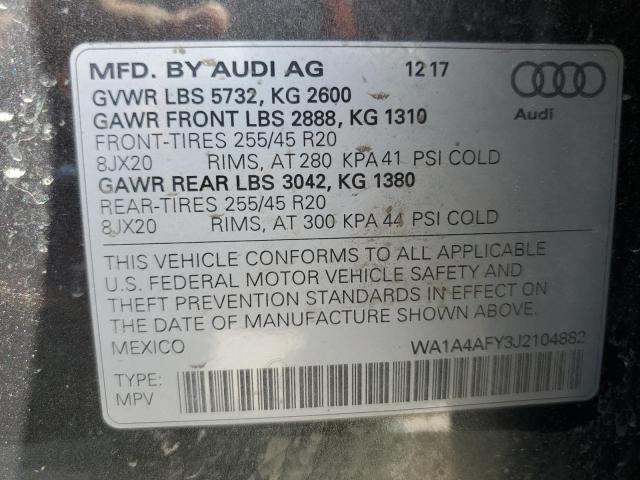 MFD. BY AUDI AG 12 17
GVWR LBS 5732, KG 2600
GAWR FRONT LBS 2888, KG 1310
FRONT-TIRES 255/45 R20
8JX20 RIMS, AT 280 KPA 41 PSI COLD
GAWR REAR LBS 3042, KG 1380
REAR-TIRES 255/45 R20
8JX20 RIMS, AT 300 KPA 44 PSI COLD
Audi
THIS VEHICLE CONFORMS TO ALL APPLICABLE
U.S. FEDERAL MOTOR VEHICLE SAFETY AND
THEFT PREVENTION STANDARDS IN EFFECT ON
THE DATE OF MANUFACTURE SHOWN ABOVE.
MEXICO WA1A4AFY3J2104882
TYPE:
MPV